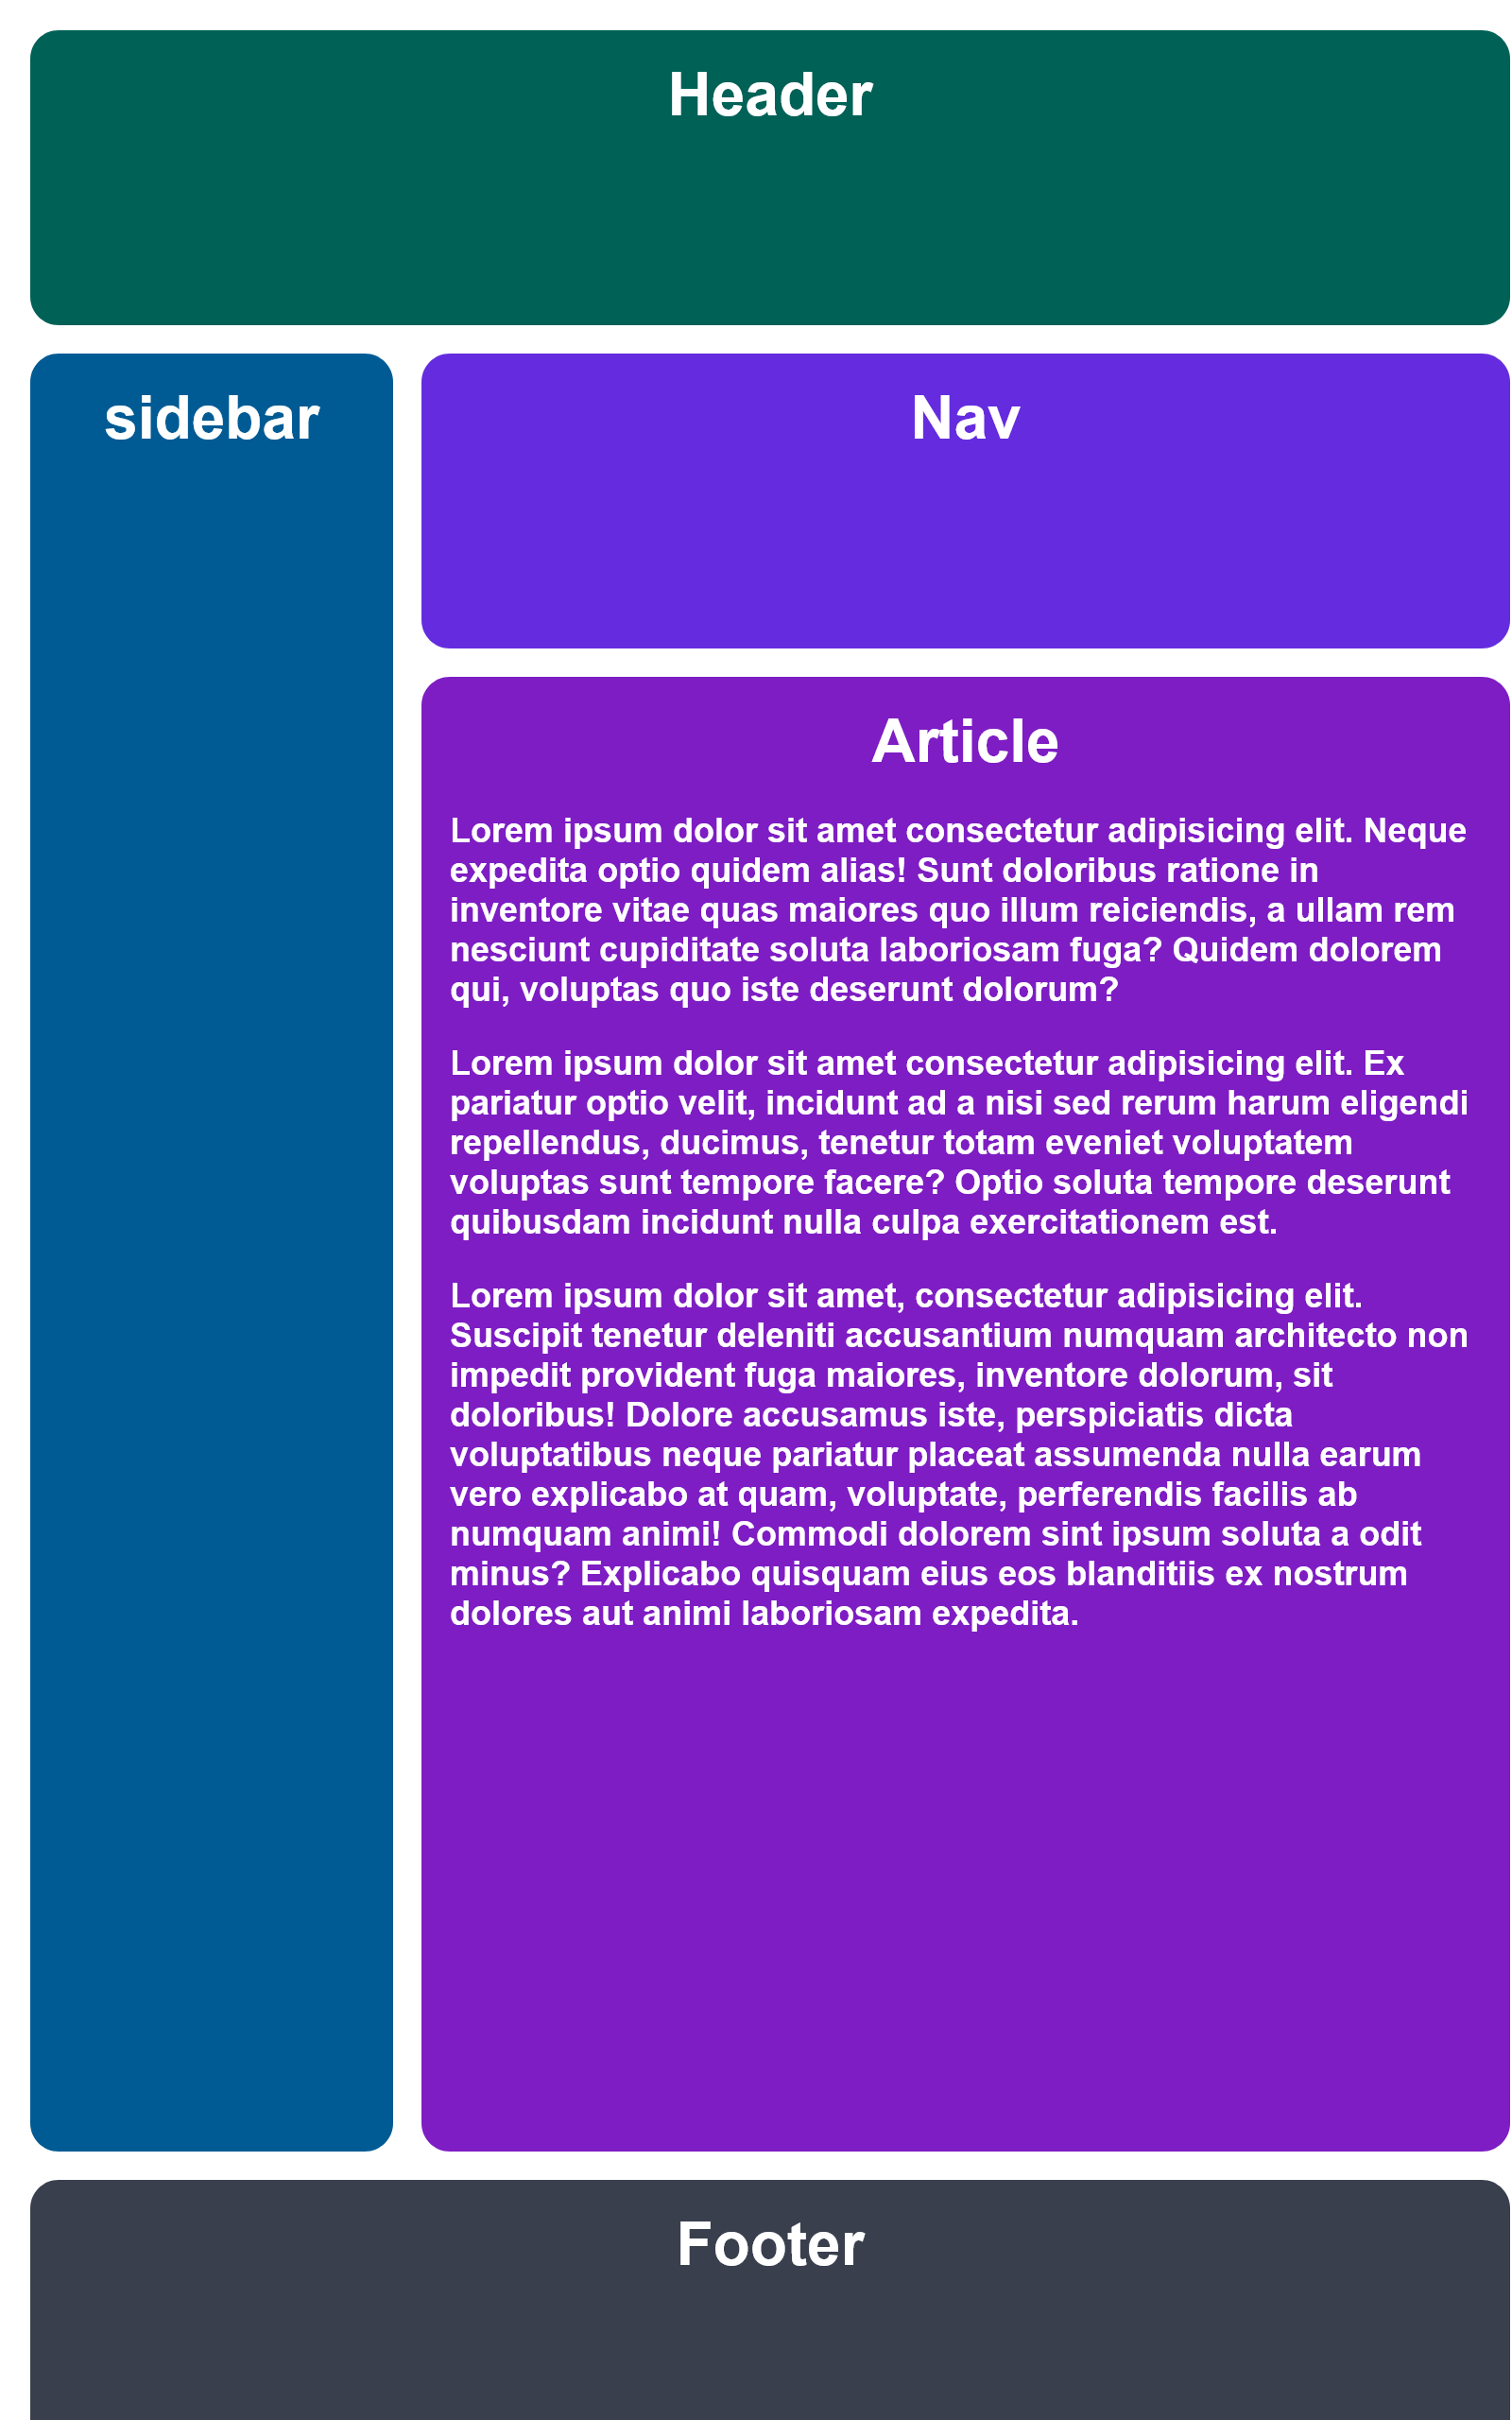 Header
sidebar
Nav
Article
Lorem ipsum dolor sit amet consectetur adipisicing elit. Neque
expedita optio quidem alias! Sunt doloribus ratione in
inventore vitae quas maiores quo illum reiciendis, a ullam rem
nesciunt cupiditate soluta laboriosam fuga? Quidem dolorem
qui, voluptas quo iste deserunt dolorum?
Lorem ipsum dolor sit amet consectetur adipisicing elit. Ex
pariatur optio velit, incidunt ad a nisi sed rerum harum eligendi
repellendus, ducimus, tenetur totam eveniet voluptatem
voluptas sunt tempore facere? Optio soluta tempore deserunt
quibusdam incidunt nulla culpa exercitationem est.
Lorem ipsum dolor sit amet, consectetur adipisicing elit.
Suscipit tenetur deleniti accusantium numquam architecto non
impedit provident fuga maiores, inventore dolorum, sit
doloribus! Dolore accusamus iste, perspiciatis dicta
voluptatibus neque pariatur placeat assumenda nulla earum
vero explicabo at quam, voluptate, perferendis facilis ab
numquam animi! Commodi dolorem sint ipsum soluta a odit
minus? Explicabo quisquam eius eos blanditiis ex nostrum
dolores aut animi laboriosam expedita.
Footer